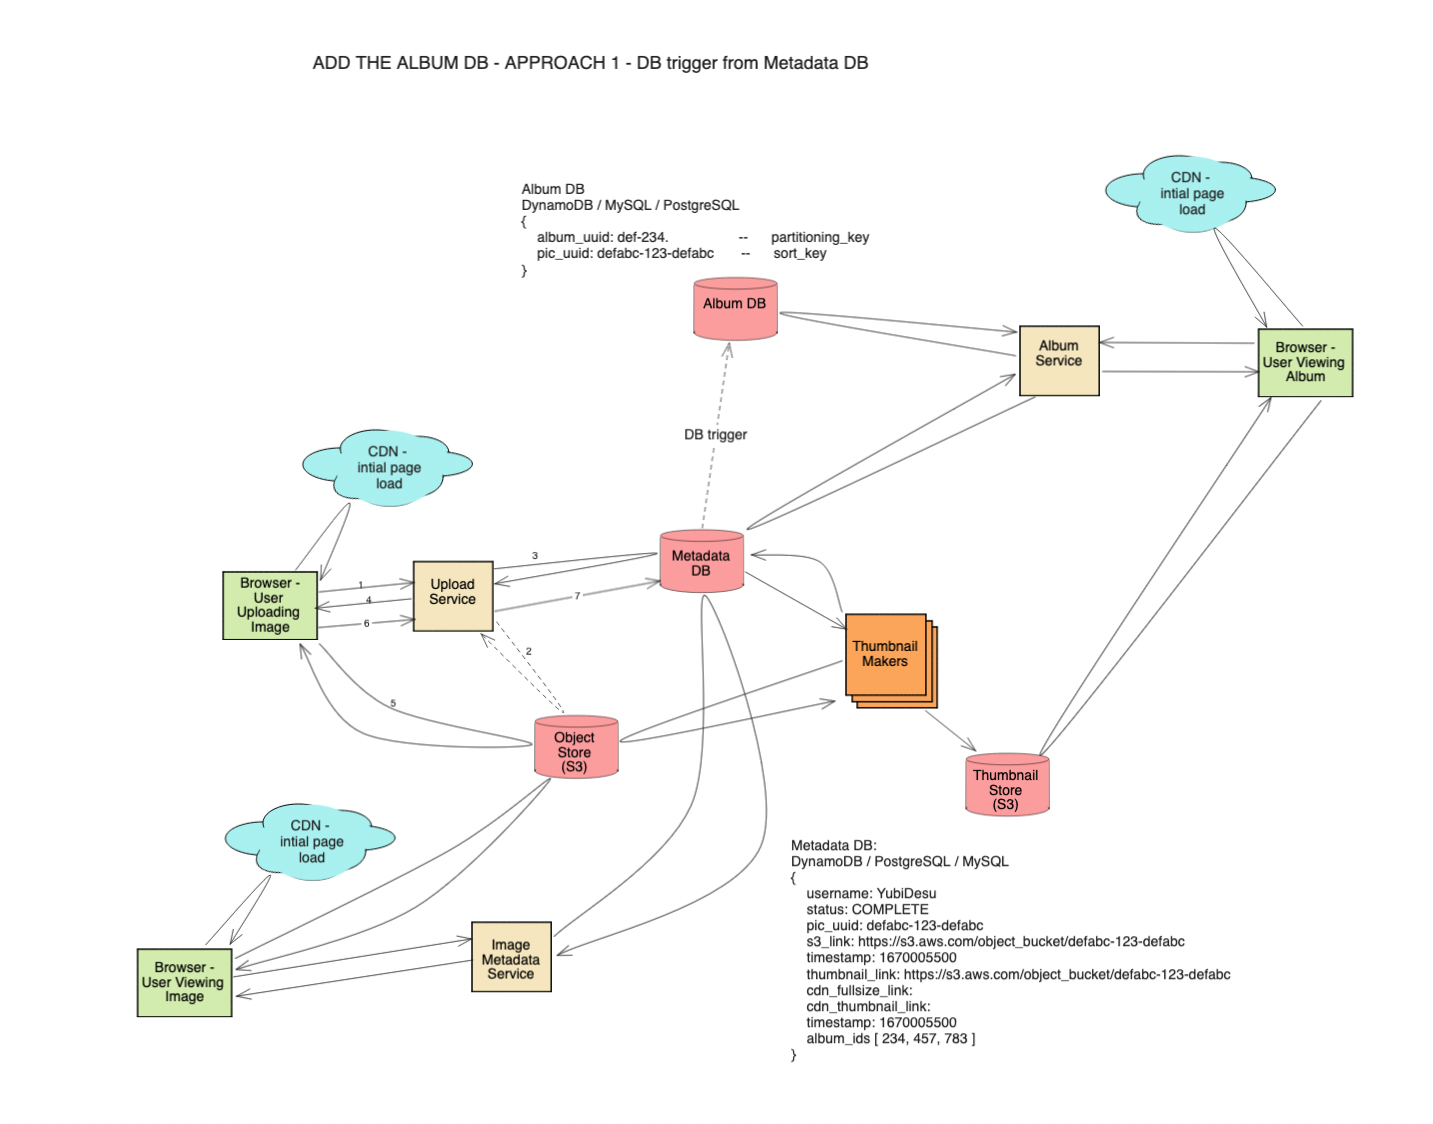 ADD THE ALBUM DB - APPROACH 1 - DB trigger from Metadata DB
CDN -
intial page
load
Album DB
DynamoDB / MySQL / PostgreSQL
{
album_uuid: def-234. -- partitioning_key
pic_uuid: defabc-123-defabc -- sort_key
}
Album DB
Album
Service
Browser -
User Viewing
Album
DB trigger
CDN -
intial page
load
Metadata
DB
3
Browser -
User
Uploading
Image
1
4
6
Upload
Service
7
2
Thumbnail
Makers
5
Object
Store
(S3)
Thumbnail
Store
(S3)
CDN -
intial page
load
Metadata DB:
DynamoDB / PostgreSQL / MySQL
{
username: YubiDesu
status: COMPLETE
pic_uuid: defabc-123-defabc
s3_link: https://s3.aws.com/object_bucket/defabc-123-defabc
timestamp: 1670005500
thumbnail_link: https://s3.aws.com/object_bucket/defabc-123-defabc
cdn_fullsize_link:
cdn_thumbnail_link:
timestamp: 1670005500
album_ids [ 234, 457, 783 ]
}
Image
Metadata
Service
Browser -
User Viewing
Image